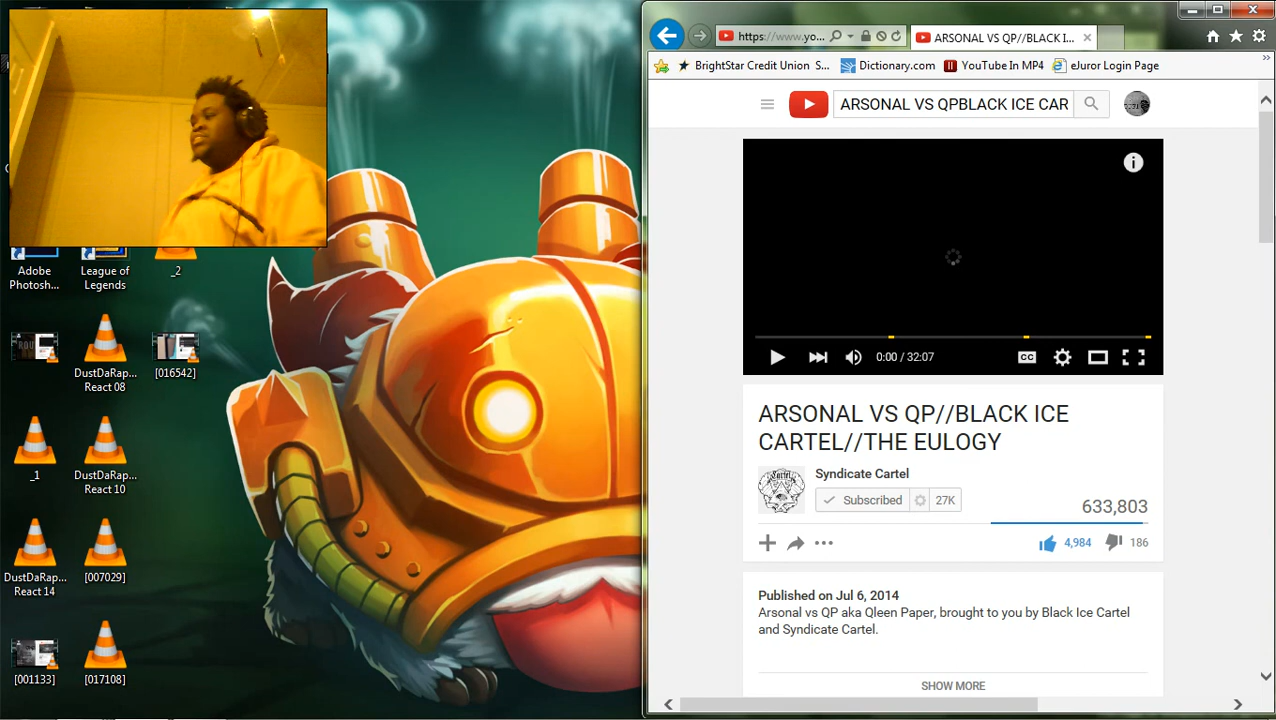 https://www.yo...
ARSONAL VS QP//BLACK I...
BrightStar Credit Union S...
Dictionary.com
YouTube In MP4
eJuror Login Page
ARSONAL VS QPBLACK ICE CAR
0:00 / 32:07
CC
ARSONAL VS QP//BLACK ICE
CARTEL//THE EULOGY
Syndicate Cartel
Subscribed
27K
633,803
4,984
186
Published on Jul 6, 2014
Arsonal vs QP aka Qleen Paper, brought to you by Black Ice Cartel
and Syndicate Cartel.
SHOW MORE
Adobe
Photosh...
League of
Legends
_2
DustDaRap...
React 08
[016542]
_1
DustDaRap...
React 10
DustDaRap...
React 14
[007029]
[001133]
[017108]